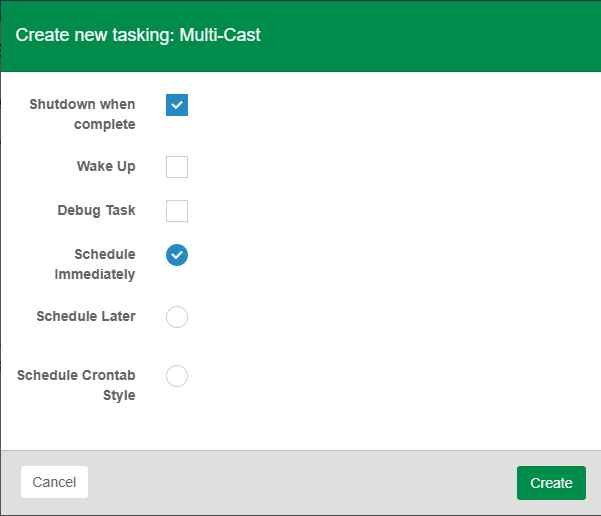 Create new tasking: Multi-Cast
Shutdown when
complete
Wake Up
Debug Task
Schedule
Immediately
Schedule Later
Schedule Crontab
Style
Cancel
Create